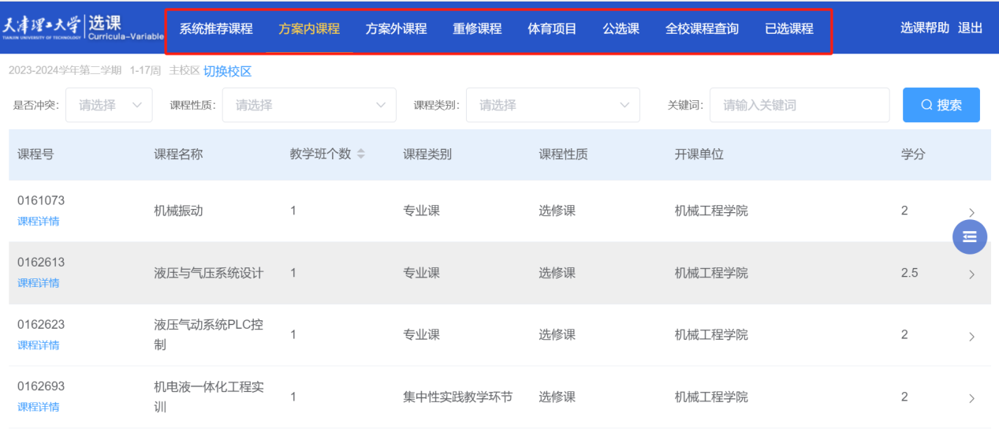 天津理工大学 选课
TIANJIN UNIVERSITY OF TECHNOLOGY Curricula-Variable
系统推荐课程 方案内课程 方案外课程 重修课程 体育项目 公选课 全校课程查询 已选课程 选课帮助 退出
2023-2024学年第二学期 1-17周 主校区 切换校区
是否冲突: 请选择 课程性质: 请选择 课程类别: 请选择 关键词: 请输入关键词 搜索
课程号 课程名称 教学班个数 课程类别 课程性质 开课单位 学分
0161073
课程详情
机械振动 1 专业课 选修课 机械工程学院 2
0162613
课程详情
液压与气压系统设计 1 专业课 选修课 机械工程学院 2.5
0162623
课程详情
液压气动系统PLC控
制
1 专业课 选修课 机械工程学院 2
0162693
课程详情
机电液一体化工程实
训
1 集中性实践教学环节 选修课 机械工程学院 2